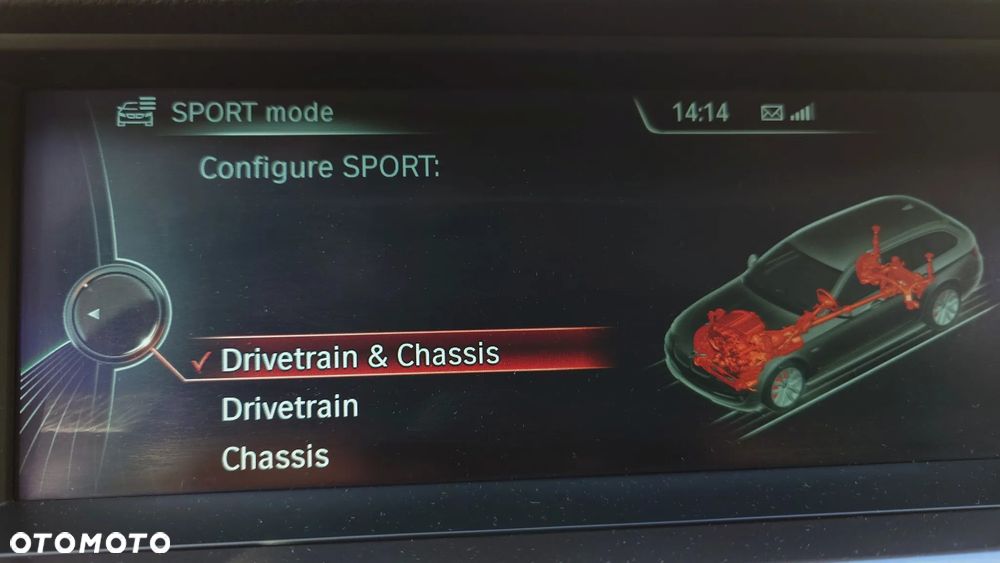 SPORT mode
14:14
Configure SPORT:
Drivetrain & Chassis
Drivetrain
Chassis
OTOMOTO